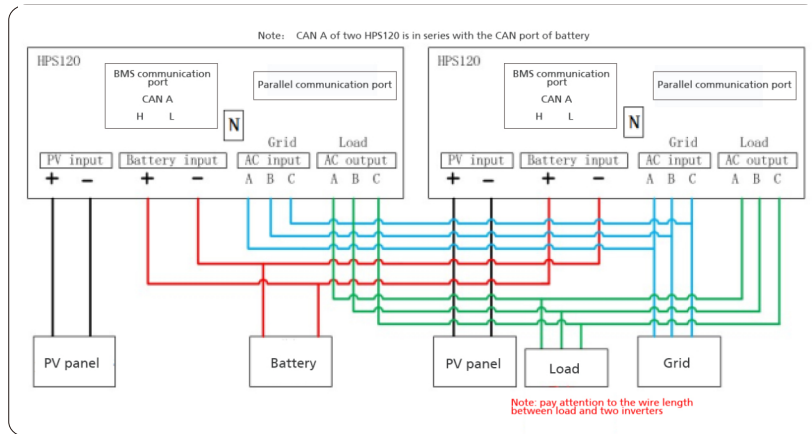 Note: CAN A of two HPS120 is in series with the CAN port of battery
HPS120
BMS communication
port
CAN A
H L
Parallel communication port
N
Grid Load
PV input Battery input AC input AC output
+ − + − A B C A B C
HPS120
BMS communication
port
CAN A
H L
Parallel communication port
N
Grid Load
PV input Battery input AC input AC output
+ − + − A B C A B C
PV panel
Battery
PV panel
Load
Grid
Note: pay attention to the wire length
between load and two inverters